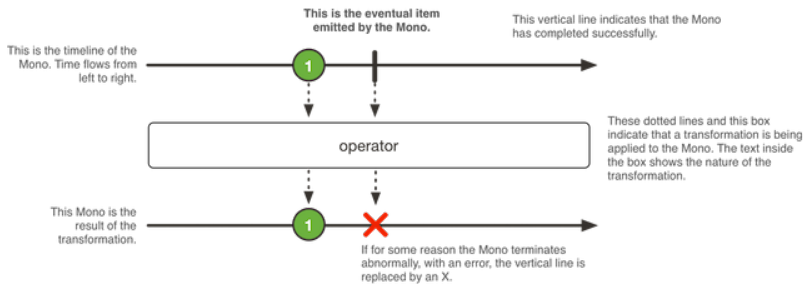 This is the eventual item
emitted by the Mono.
This vertical line indicates that the Mono
has completed successfully.
This is the timeline of the
Mono. Time flows from
left to right.
1
operator
These dotted lines and this box
indicate that a transformation is being
applied to the Mono. The text inside
the box shows the nature of the
transformation.
This Mono is the
result of the
transformation.
1
If for some reason the Mono terminates
abnormally, with an error, the vertical line is
replaced by an X.